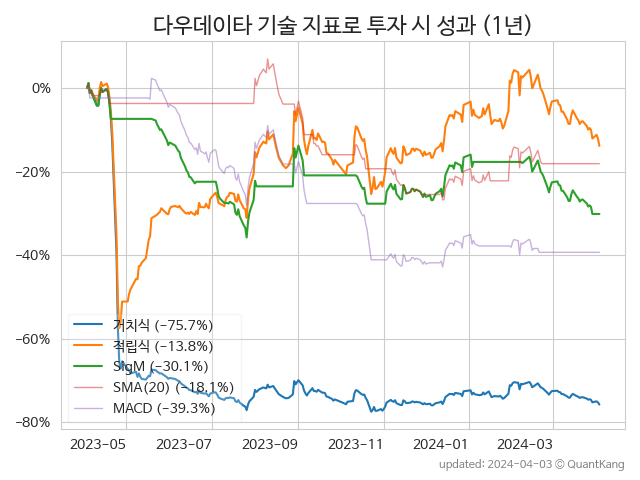 다우데이타 기술 지표로 투자 시 성과 (1년)
0%
−20%
−40%
−60%
−80%
거치식 (−75.7%)
적립식 (−13.8%)
SigM (−30.1%)
SMA(20) (−18.1%)
MACD (−39.3%)
2023−05 2023−07 2023−09 2023−11 2024−01 2024−03
updated: 2024−04−03 © QuantKang